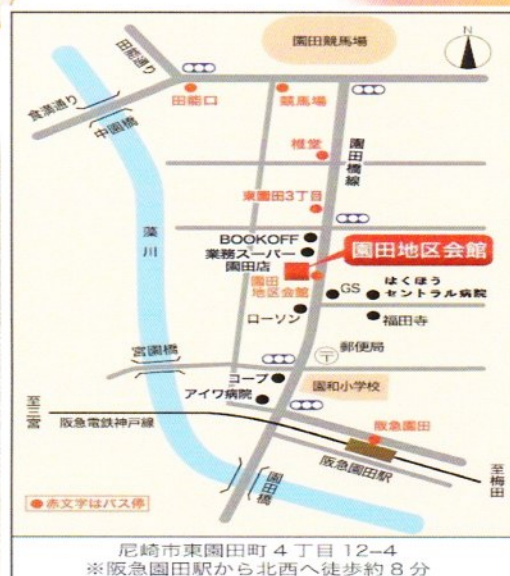 園田競馬場
N
田能通り
食満通り
中園橋
田能口
競馬場
椎堂
園田橋線
東園田3丁目
藻川
BOOKOFF
業務スーパー
園田店
園田地区会館
園田
地区会館
GS
はくほう
セントラル病院
ローソン
福田寺
宮園橋
〒
郵便局
コープ
園和小学校
アイワ病院
至三宮
阪急電鉄神戸線
阪急園田
阪急園田駅
至梅田
園田橋
●赤文字はバス停
尼崎市東園田町4丁目12-4
※阪急園田駅から北西へ徒歩約8分